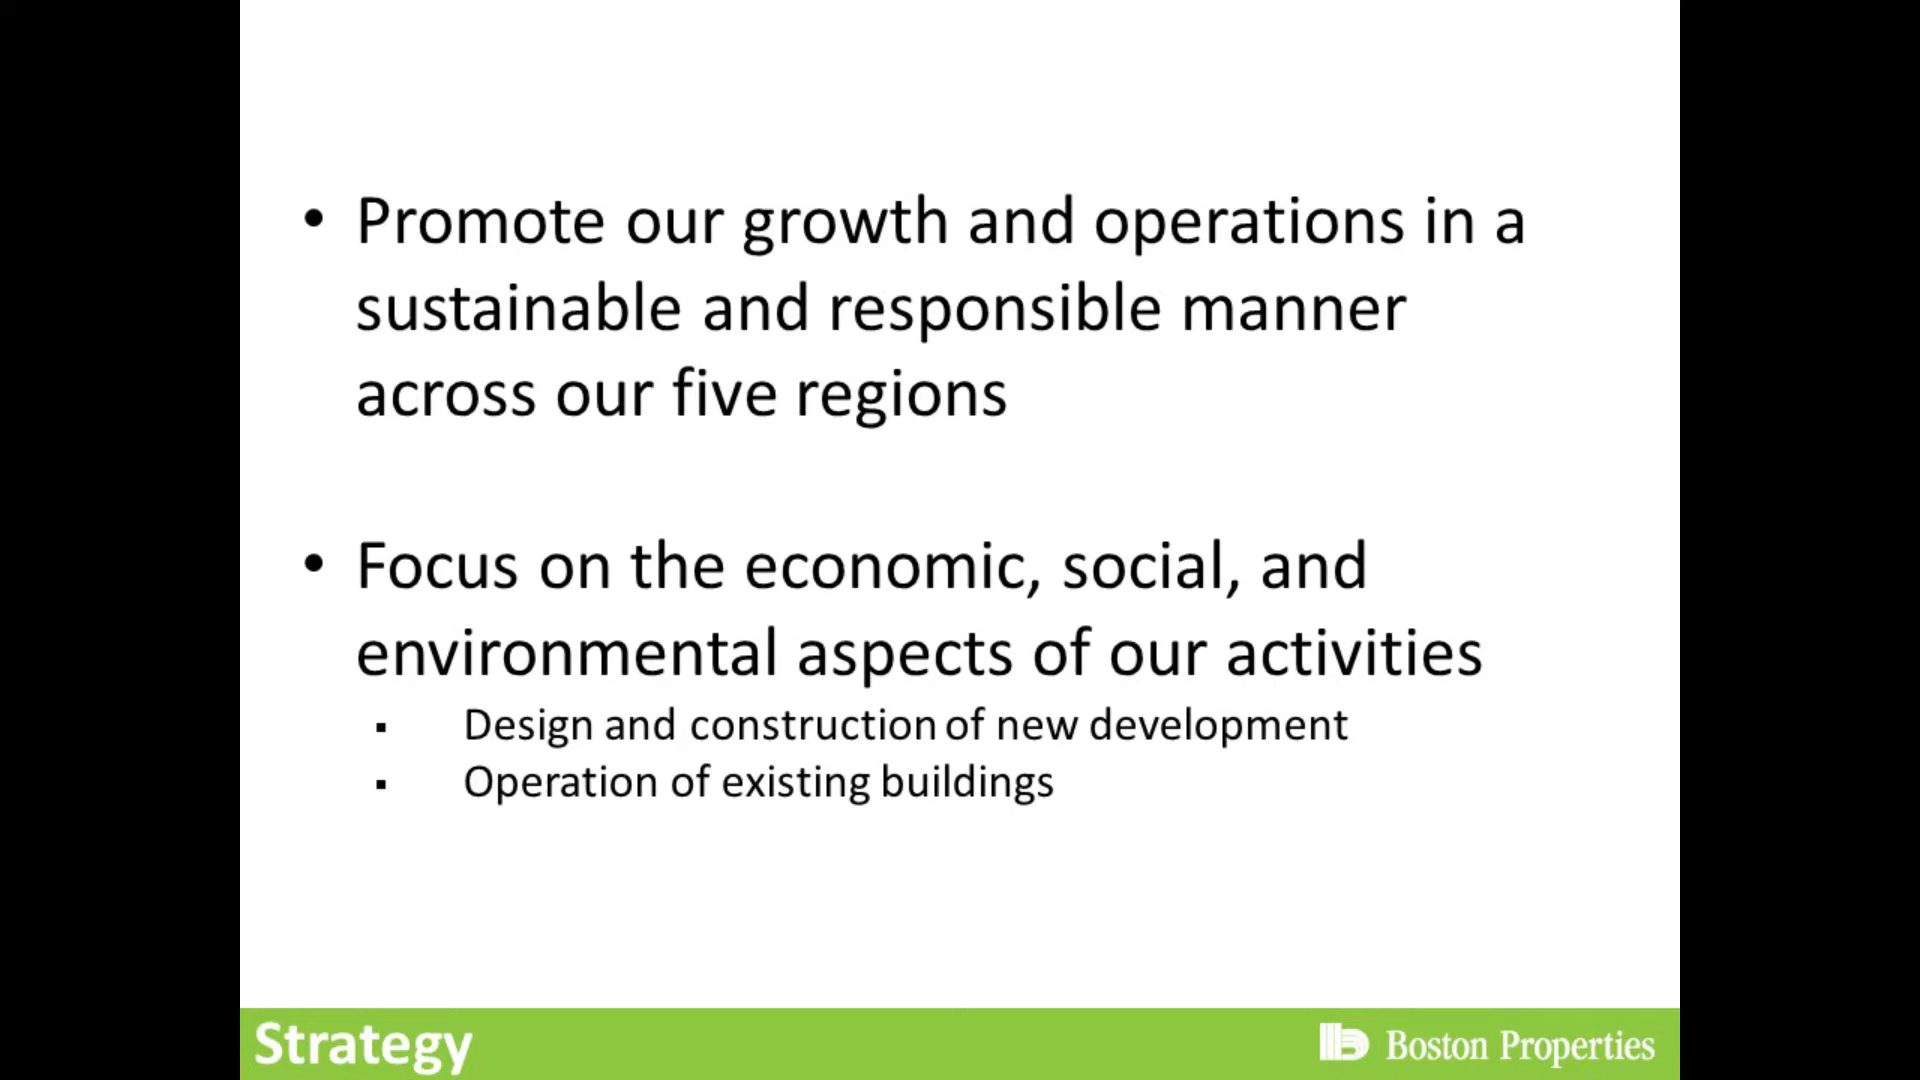 • Promote our growth and operations in a
sustainable and responsible manner
across our five regions
• Focus on the economic, social, and
environmental aspects of our activities
▪ Design and construction of new development
▪ Operation of existing buildings
Strategy
Boston Properties